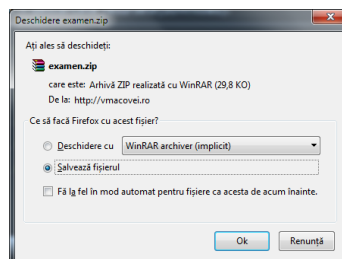 Deschidere examen.zip
Ați ales să deschideți:
examen.zip
care este: Arhivă ZIP realizată cu WinRAR (29,8 KO)
De la: http://vmacovei.ro
Ce să facă Firefox cu acest fișier?
Deschidere cu WinRAR archiver (implicit)
Salvează fișierul
Fă la fel în mod automat pentru fișiere ca acesta de acum înainte.
Ok Renunță